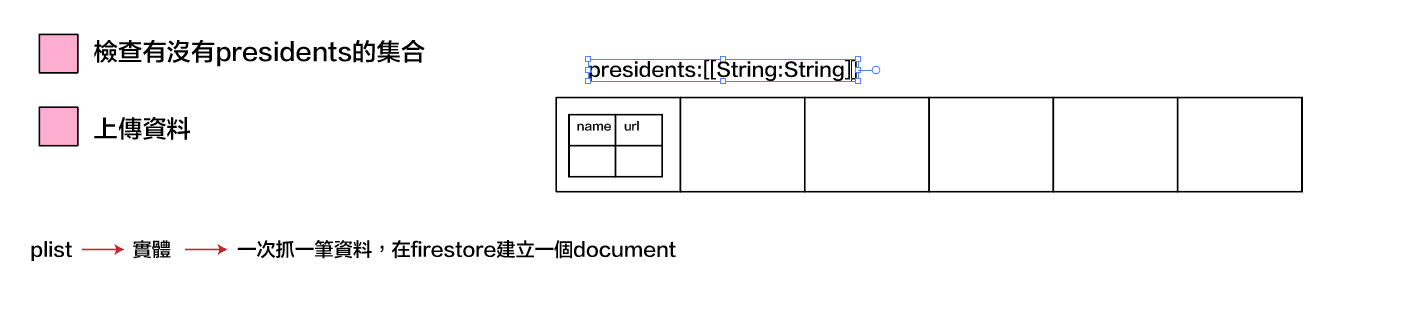 檢查有沒有presidents的集合
presidents:[[String:String]]
name url
上傳資料
plist 實體 一次抓一筆資料，在firestore建立一個document